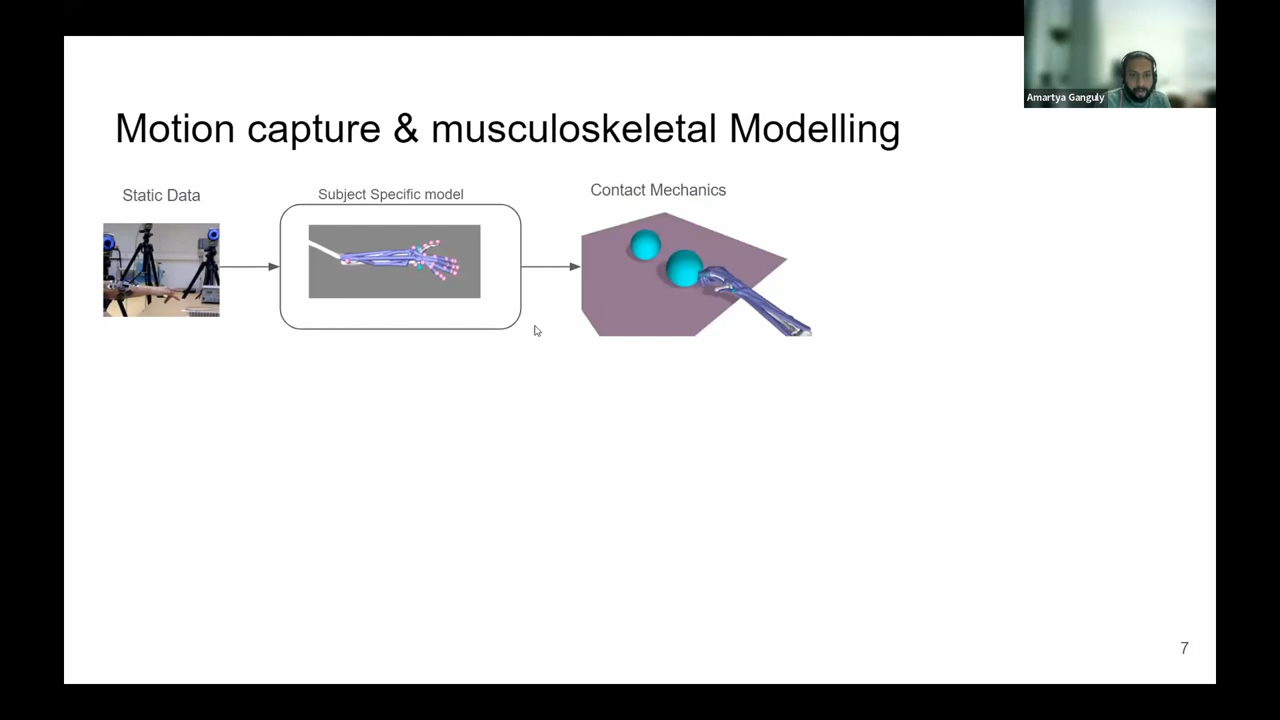 Amartya Ganguly
Motion capture & musculoskeletal Modelling
Static Data
Subject Specific model
Contact Mechanics
7